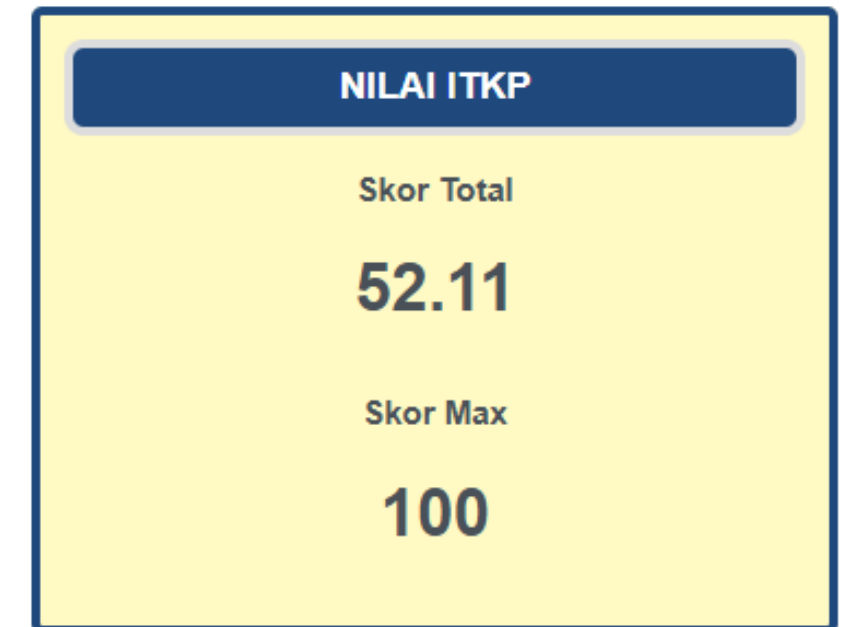 NILAI ITKP
Skor Total
52.11
Skor Max
100